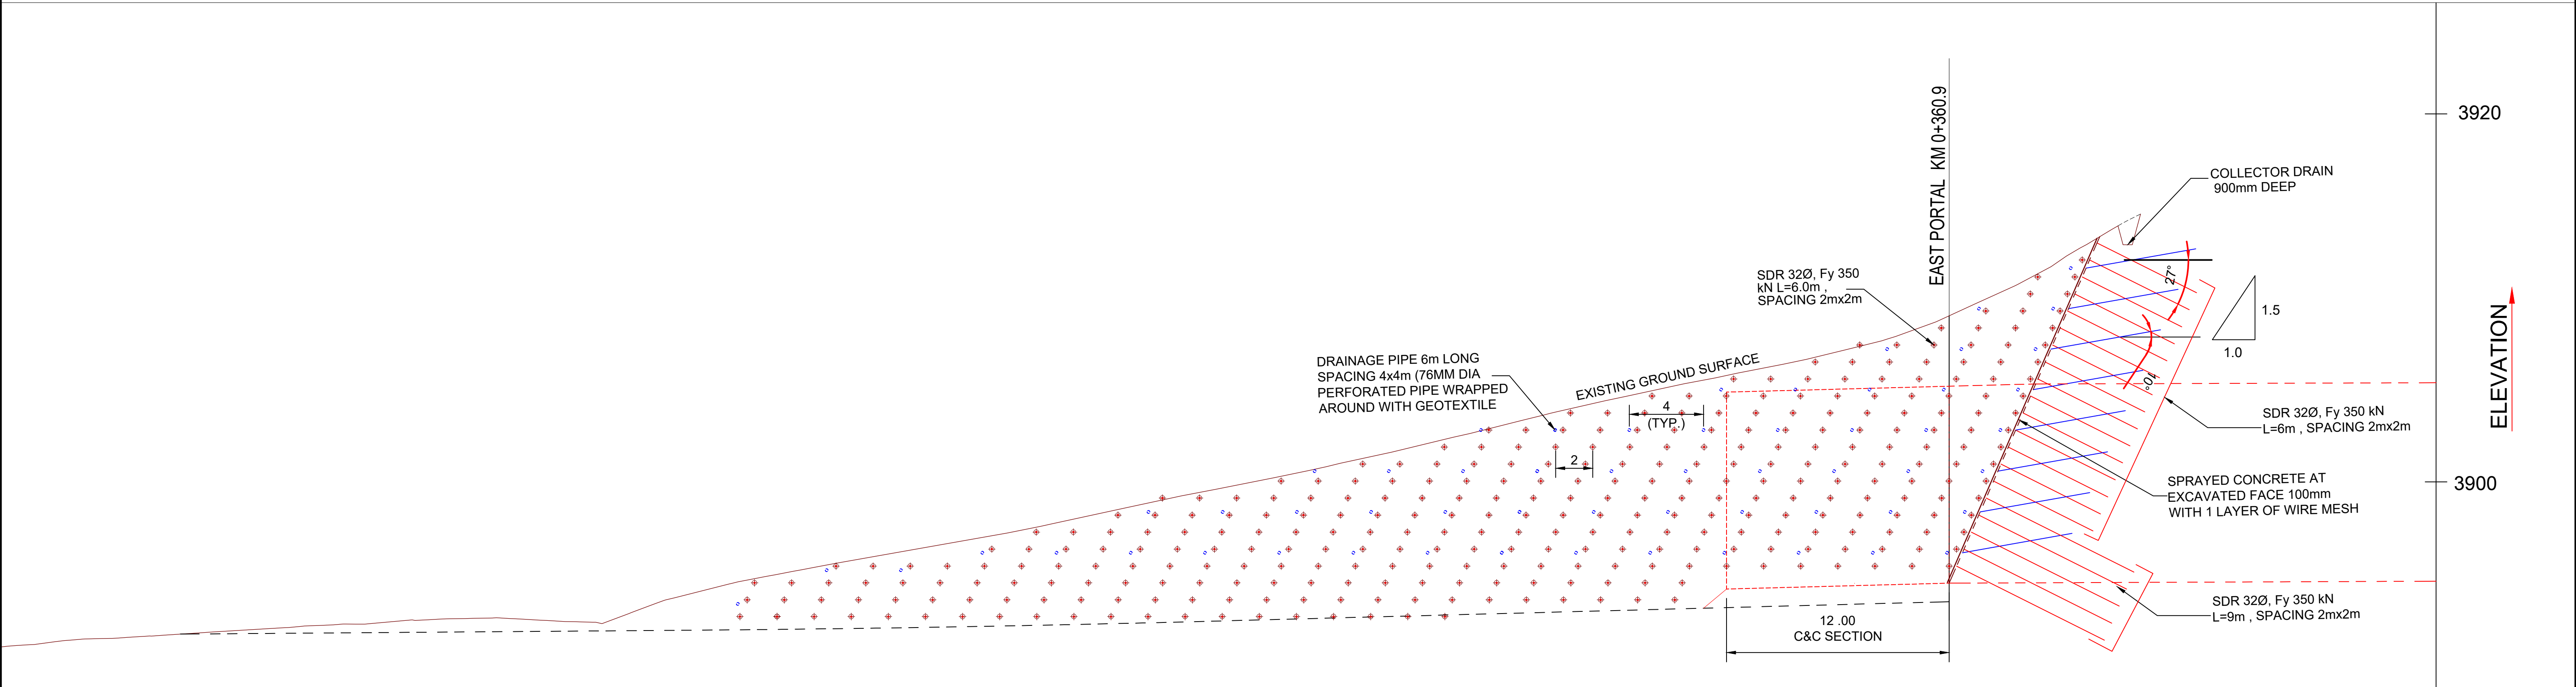 3920
EAST PORTAL KM 0+360.9
COLLECTOR DRAIN
900mm DEEP
27°
SDR 32Ø, Fy 350
kN L=6.0m ,
SPACING 2mx2m
1.5
1.0
ELEVATION
DRAINAGE PIPE 6m LONG
SPACING 4x4m (76MM DIA
PERFORATED PIPE WRAPPED
AROUND WITH GEOTEXTILE
EXISTING GROUND SURFACE
10°
4
(TYP.)
2
SDR 32Ø, Fy 350 kN
L=6m , SPACING 2mx2m
SPRAYED CONCRETE AT
EXCAVATED FACE 100mm
WITH 1 LAYER OF WIRE MESH
3900
SDR 32Ø, Fy 350 kN
L=9m , SPACING 2mx2m
12 .00
C&C SECTION